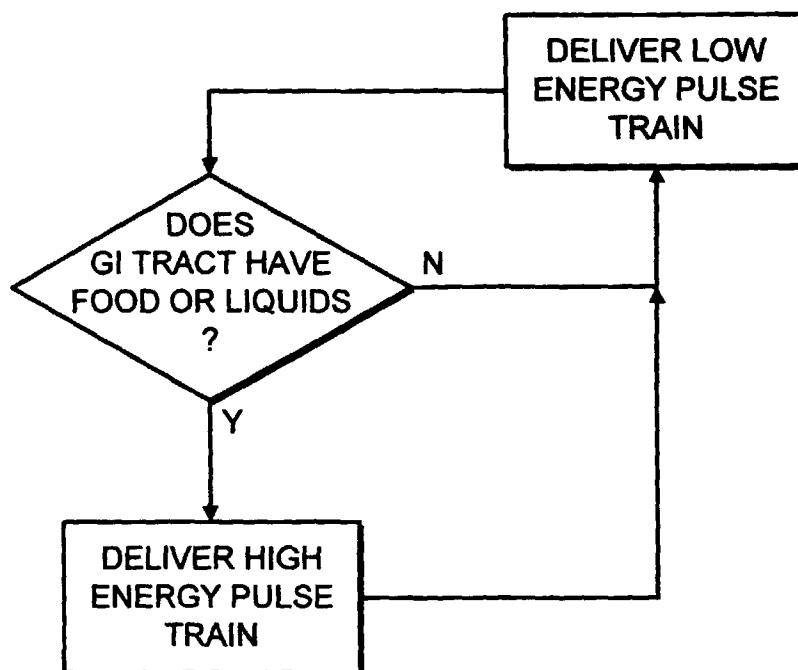 DELIVER LOW
ENERGY PULSE
TRAIN
DOES
GI TRACT HAVE
FOOD OR LIQUIDS
?
N
Y
DELIVER HIGH
ENERGY PULSE
TRAIN